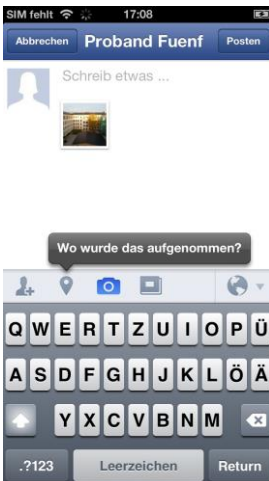 SIM fehlt 17:08
Abbrechen Proband Fuenf Posten
Schreib etwas ...
Wo wurde das aufgenommen?
Q W E R T Z U I O P Ü
A S D F G H J K L Ö Ä
Y X C V B N M
.?123 Leerzeichen Return